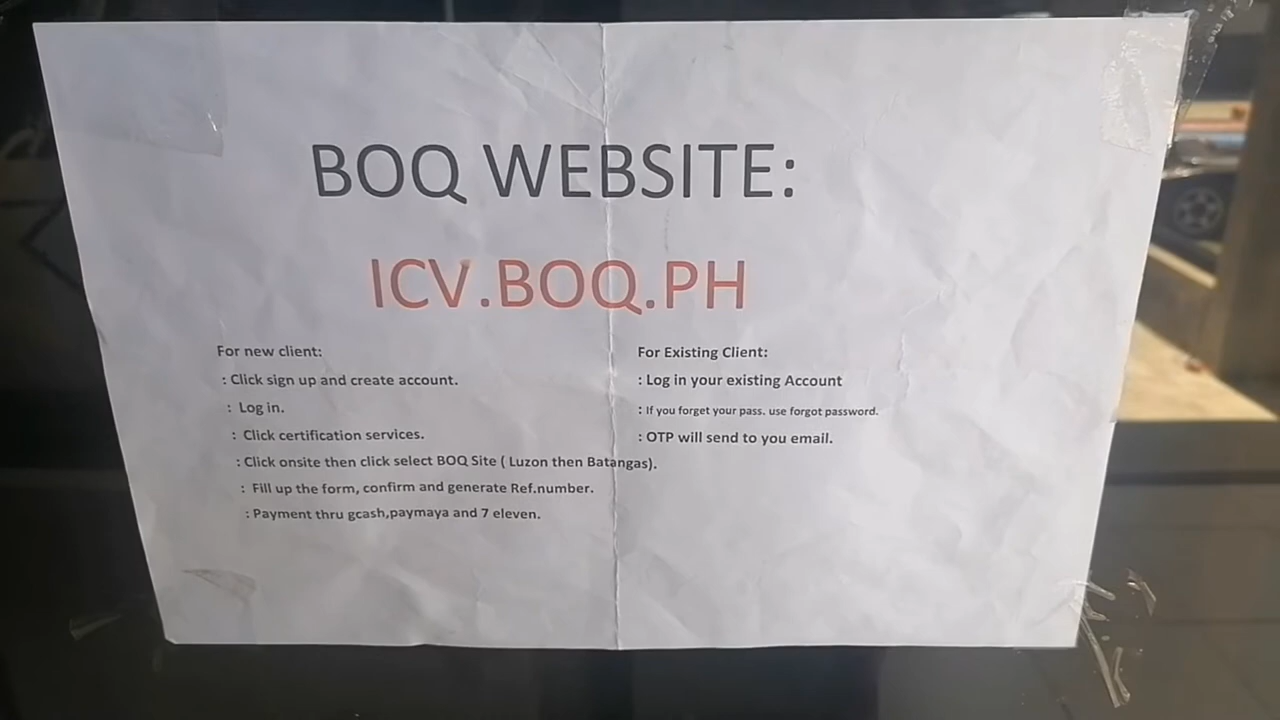 BOQ WEBSITE:
ICV.BOQ.PH
For new client:
: Click sign up and create account.
: Log in.
: Click certification services.
: Click onsite then click select BOQ Site ( Luzon then Batangas).
: Fill up the form, confirm and generate Ref.number.
: Payment thru gcash,paymaya and 7 eleven.
For Existing Client:
: Log in your existing Account
: If you forget your pass. use forgot password.
: OTP will send to you email.